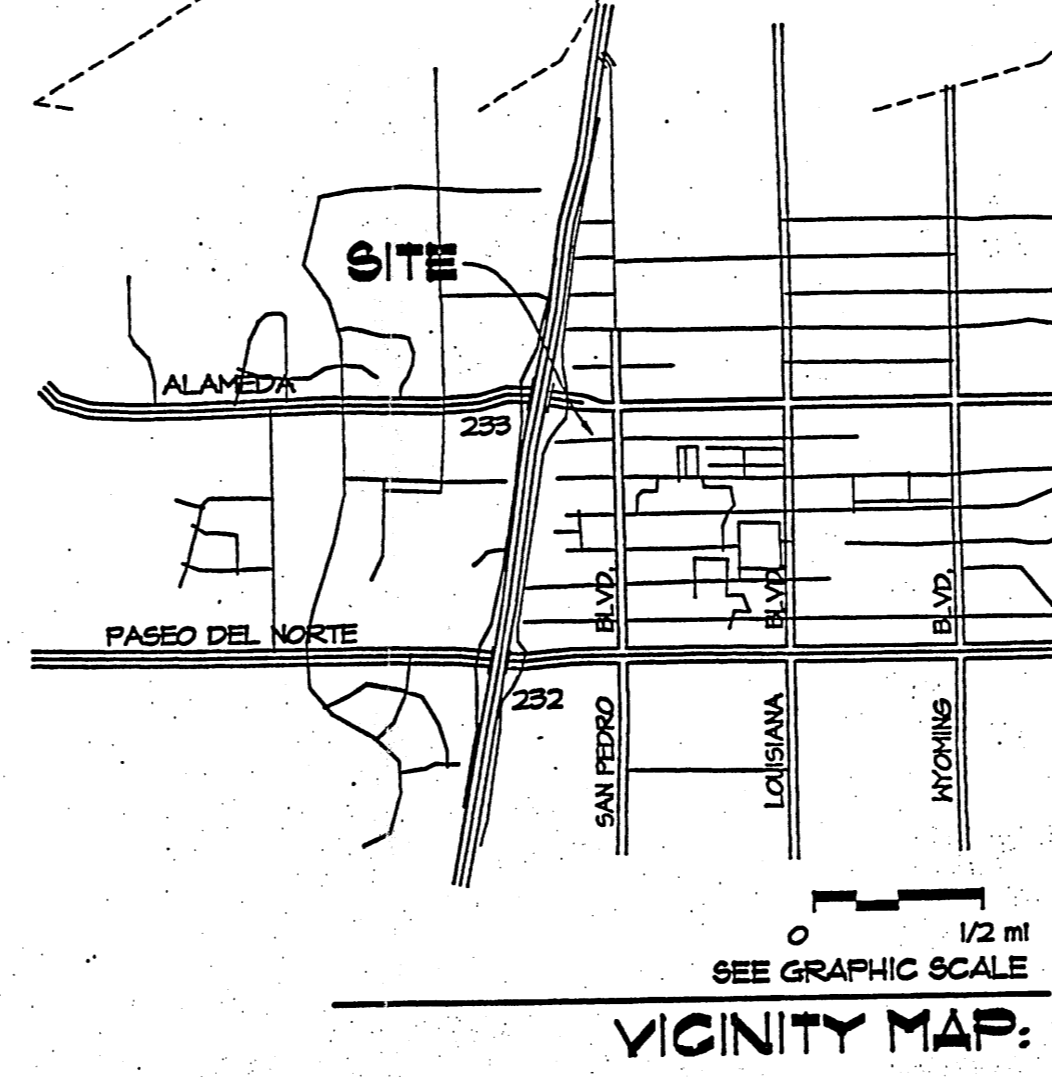 SITE
ALAMEDA
233
BLVD.
BLVD.
BLVD.
PASEO DEL NORTE
232
SAN PEDRO
LOUISIANA
WYOMING
0 1/2 mi
SEE GRAPHIC SCALE
VICINITY MAP: